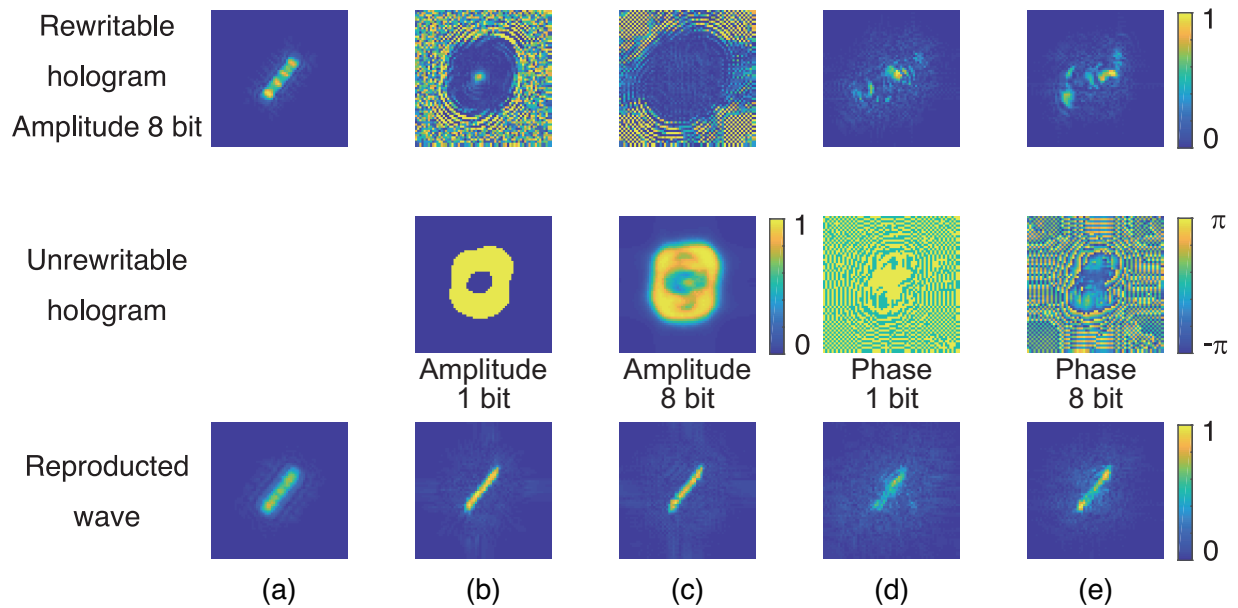 Rewritable
hologram
Amplitude 8 bit
1
0
Unrewritable
hologram
1
0
π
-π
Amplitude
1 bit
Amplitude
8 bit
Phase
1 bit
Phase
8 bit
Reproducted
wave
1
0
(a)
(b)
(c)
(d)
(e)